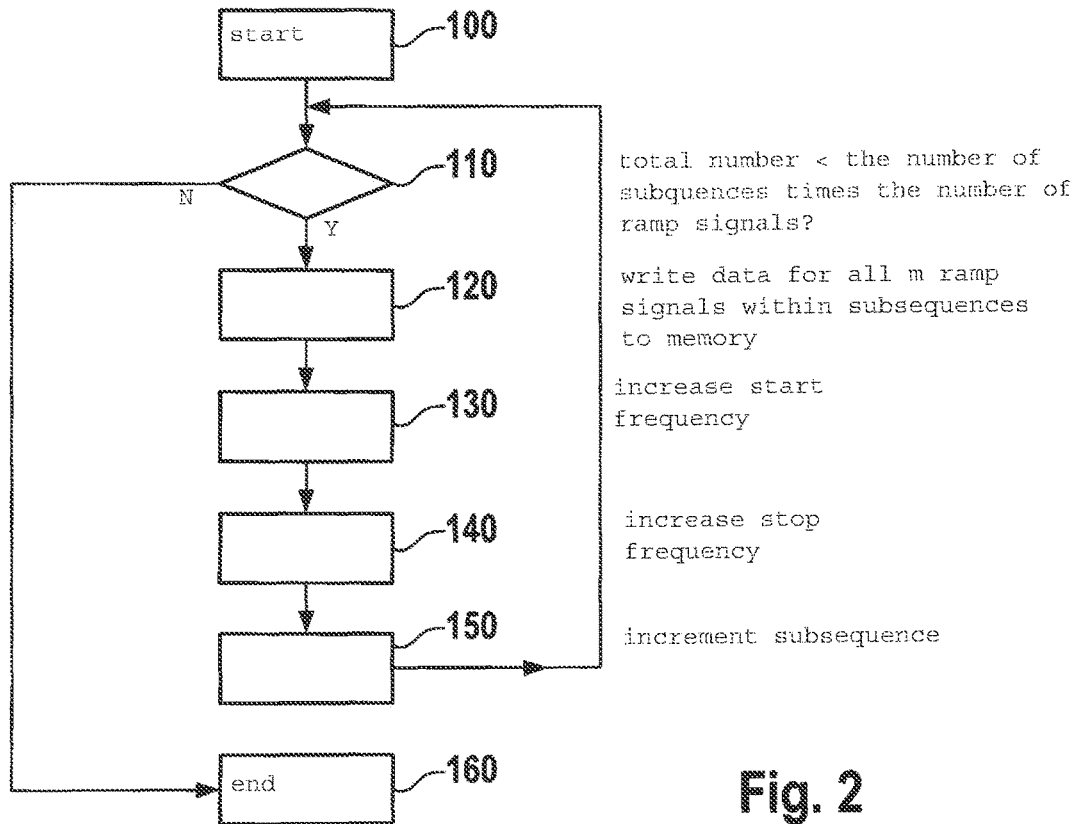 start
100
110
N
Y
total number < the number of
subquences times the number of
ramp signals?
120
write data for all m ramp
signals within subsequences
to memory
130
increase start
frequency
140
increase stop
frequency
150
increment subsequence
end
160
Fig. 2